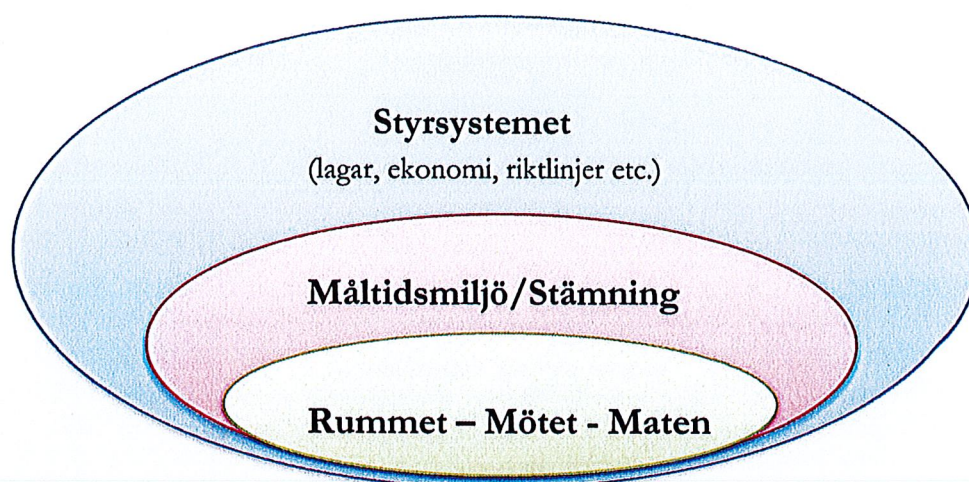 Styrsystemet
(lagar, ekonomi, riktlinjer etc.)
Måltidsmiljö/Stämning
Rummet – Mötet - Maten